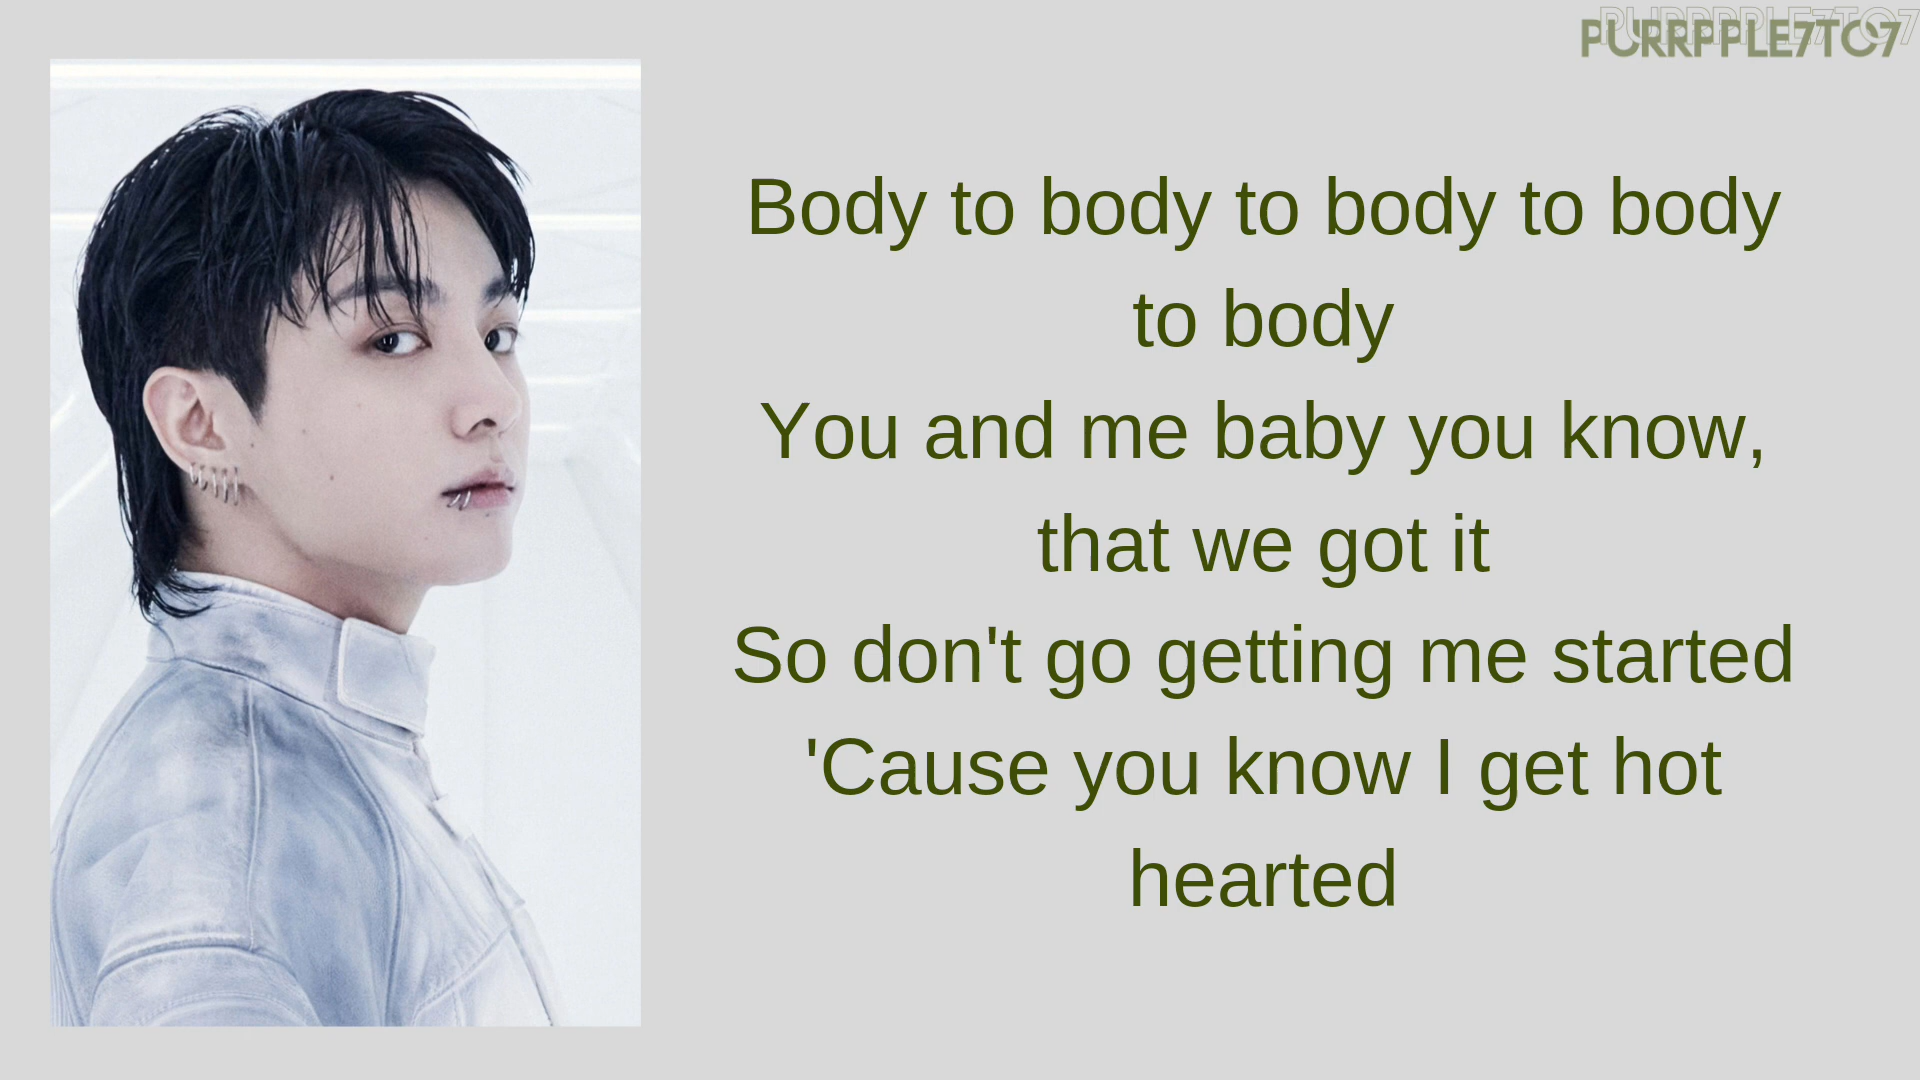 PURRPPLE7TO7
Body to body to body to body
to body
You and me baby you know,
that we got it
So don't go getting me started
'Cause you know I get hot
hearted